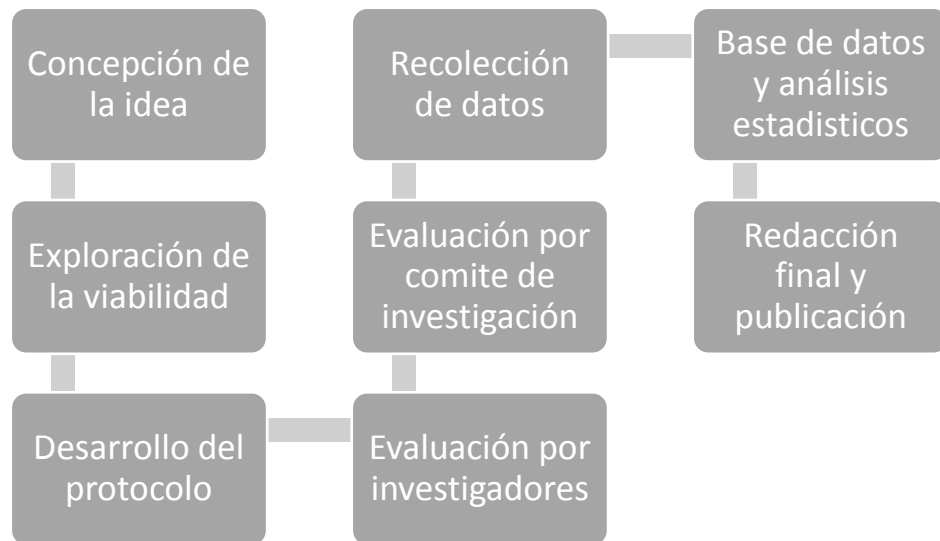 Concepción de
la idea
Exploración de
la viabilidad
Desarrollo del
protocolo
Evaluación por
investigadores
Evaluación por
comite de
investigación
Recolección
de datos
Base de datos
y análisis
estadisticos
Redacción
final y
publicación